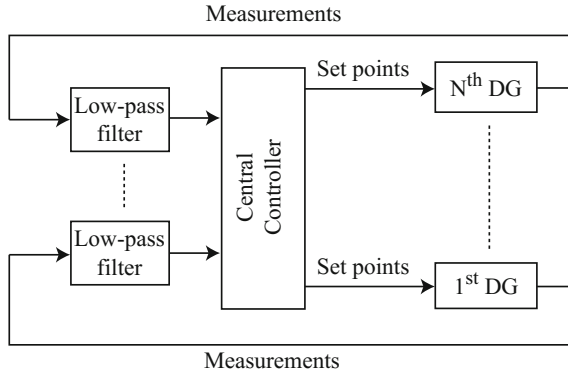 Measurements
Set points
Low-pass
filter
Central
Controller
Nth DG
Low-pass
filter
Set points
1st DG
Measurements